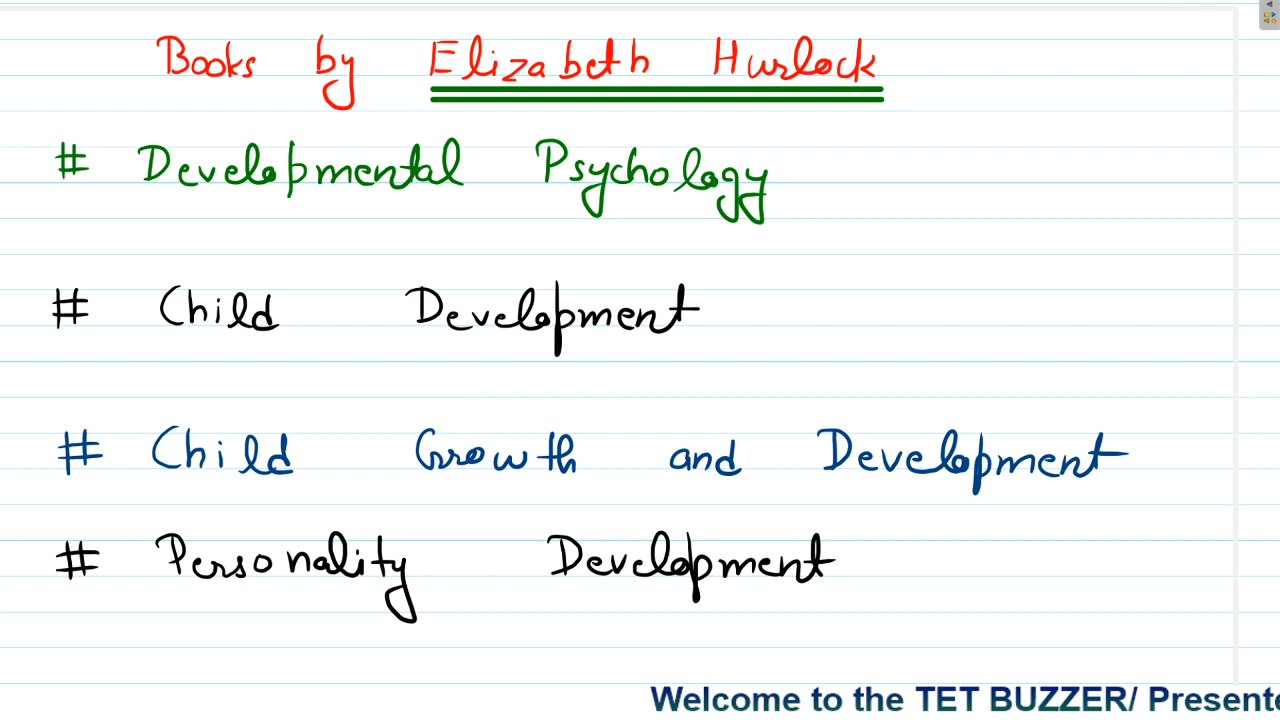 Books by Elizabeth Hurlock
# Developmental Psychology
# Child Development
# Child Growth and Development
# Personality Development
Welcome to the TET BUZZER/ Presente